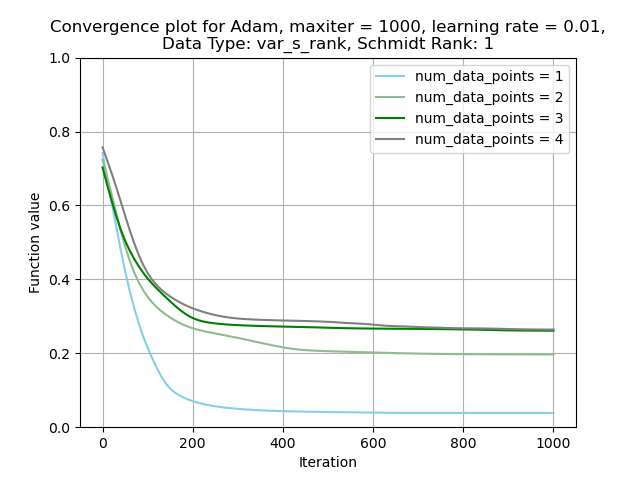 Convergence plot for Adam, maxiter = 1000, learning rate = 0.01,
Data Type: var_s_rank, Schmidt Rank: 1
num_data_points = 1
num_data_points = 2
num_data_points = 3
num_data_points = 4
Function value
1.0
0.8
0.6
0.4
0.2
0.0
0 200 400 600 800 1000
Iteration